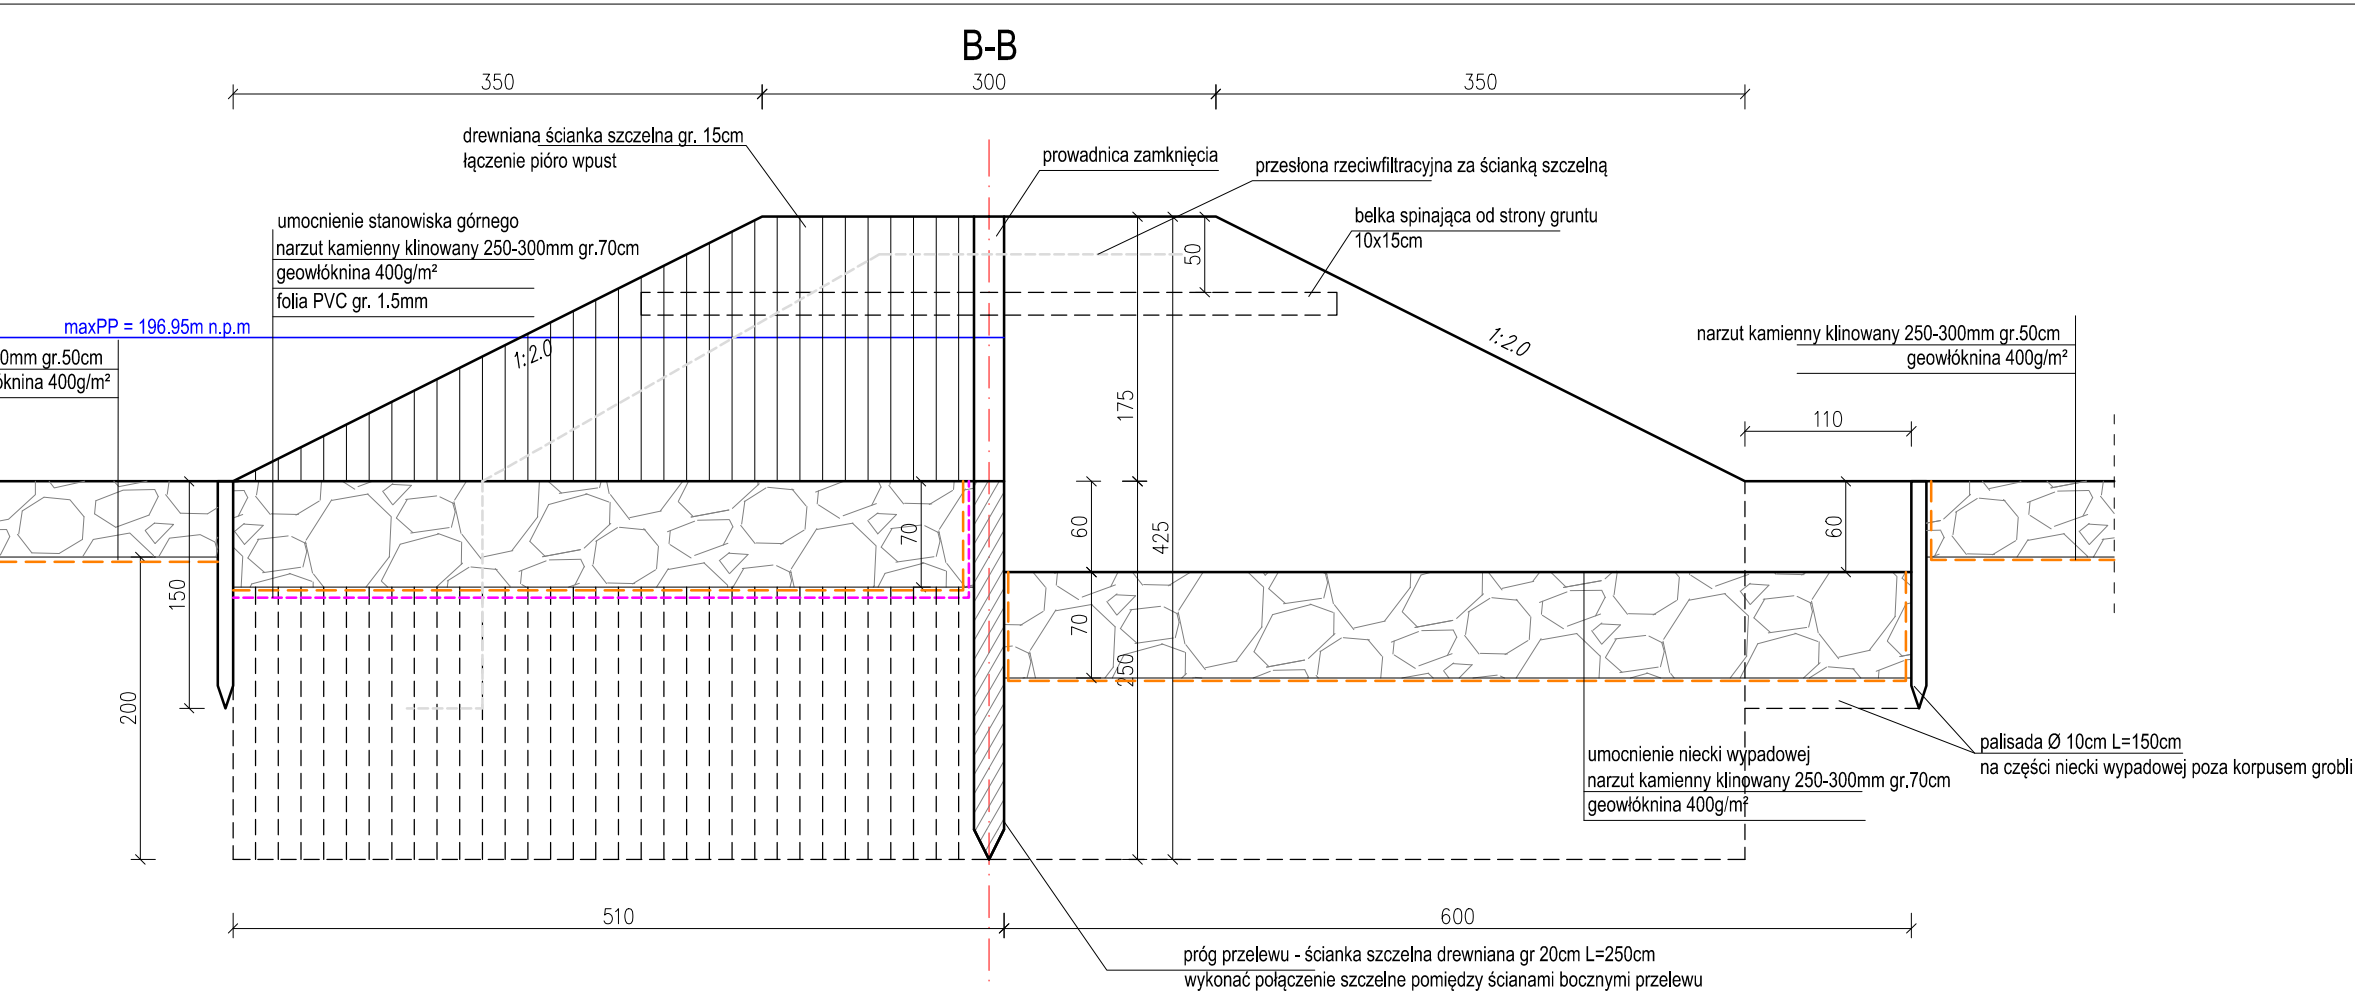 B-B
350
300
350
drewniana ścianka szczelna gr. 15cm
łączenie pióro wpust
prowadnica zamknięcia
przesłona rzeciwfiltracyjna za ścianką szczelną
umocnienie stanowiska górnego
narzut kamienny klinowany 250-300mm gr.70cm
geowłóknina 400g/m²
folia PVC gr. 1.5mm
belka spinająca od strony gruntu
10x15cm
50
maxPP = 196.95m n.p.m
0mm gr.50cm
knina 400g/m²
1:2.0
1:2.0
narzut kamienny klinowany 250-300mm gr.50cm
geowłóknina 400g/m²
175
110
70
60
425
60
150
70
250
200
umocnienie niecki wypadowej
narzut kamienny klinowany 250-300mm gr.70cm
geowłóknina 400g/m²
palisada Ø 10cm L=150cm
na części niecki wypadowej poza korpusem grobli
510
600
próg przelewu - ścianka szczelna drewniana gr 20cm L=250cm
wykonać połączenie szczelne pomiędzy ścianami bocznymi przelewu